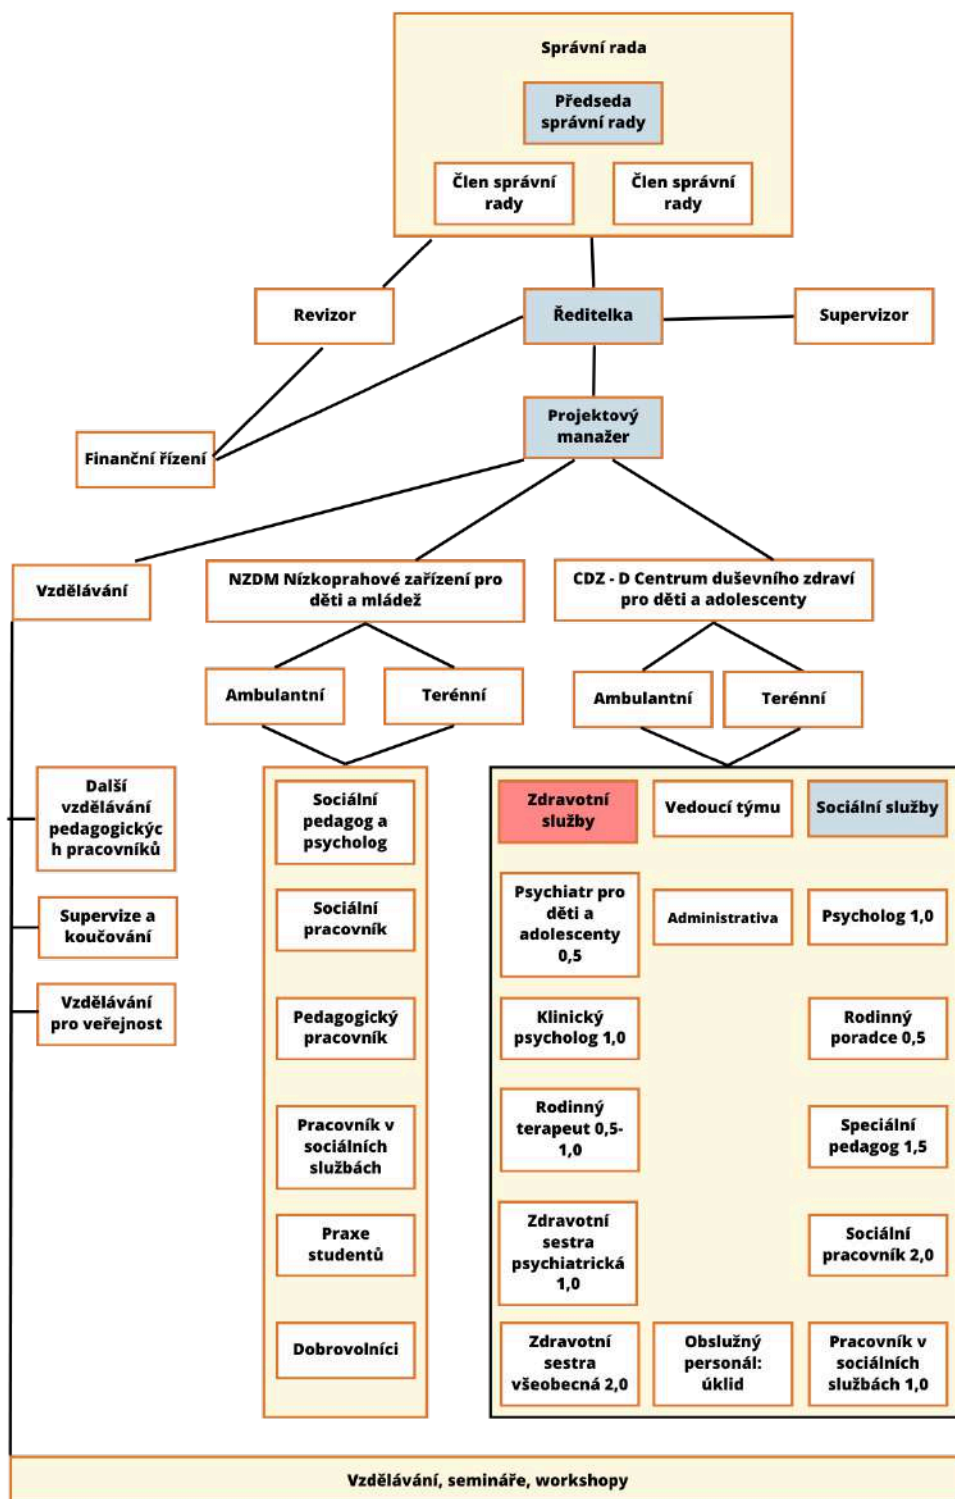 Správní rada
Předseda
správní rady
Člen správní
rady
Člen správní
rady
Revizor
Ředitelka
Supervizor
Finanční řízení
Projektový
manažer
Vzdělávání
NZDM Nízkoprahové zařízení pro
děti a mládež
CDZ - D Centrum duševního zdraví
pro děti a adolescenty
Ambulantní
Terénní
Ambulantní
Terénní
Další
vzdělávání
pedagogickýc
h pracovníků
Supervize a
koučování
Vzdělávání
pro veřejnost
Sociální
pedagog a
psycholog
Sociální
pracovník
Pedagogický
pracovník
Pracovník v
sociálních
službách
Praxe
studentů
Dobrovolníci
Zdravotní
služby
Vedoucí týmu
Sociální služby
Psychiatr pro
děti a
adolescenty
0,5
Administrativa
Psycholog 1,0
Klinický
psycholog 1,0
Rodinný
poradce 0,5
Rodinný
terapeut 0,5-
1,0
Speciální
pedagog 1,5
Zdravotní
sestra
psychiatrická
1,0
Sociální
pracovník 2,0
Zdravotní
sestra
všeobecná 2,0
Obslužný
personál:
úklid
Pracovník v
sociálních
službách 1,0
Vzdělávání, semináře, workshopy